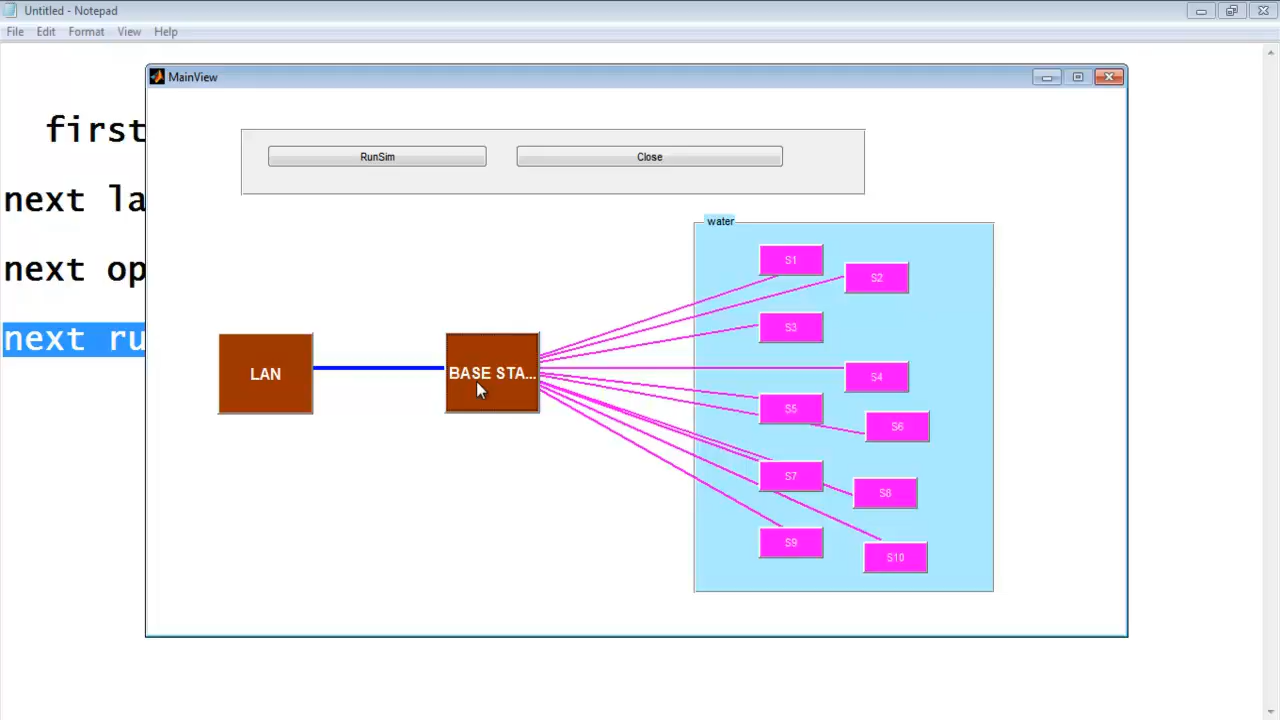 Untitled - Notepad
File Edit Format View Help
MainView
first
next la
next op
next ru
RunSim
Close
water
S1
S2
S3
S4
S5
S6
S7
S8
S9
S10
LAN
BASE STA...